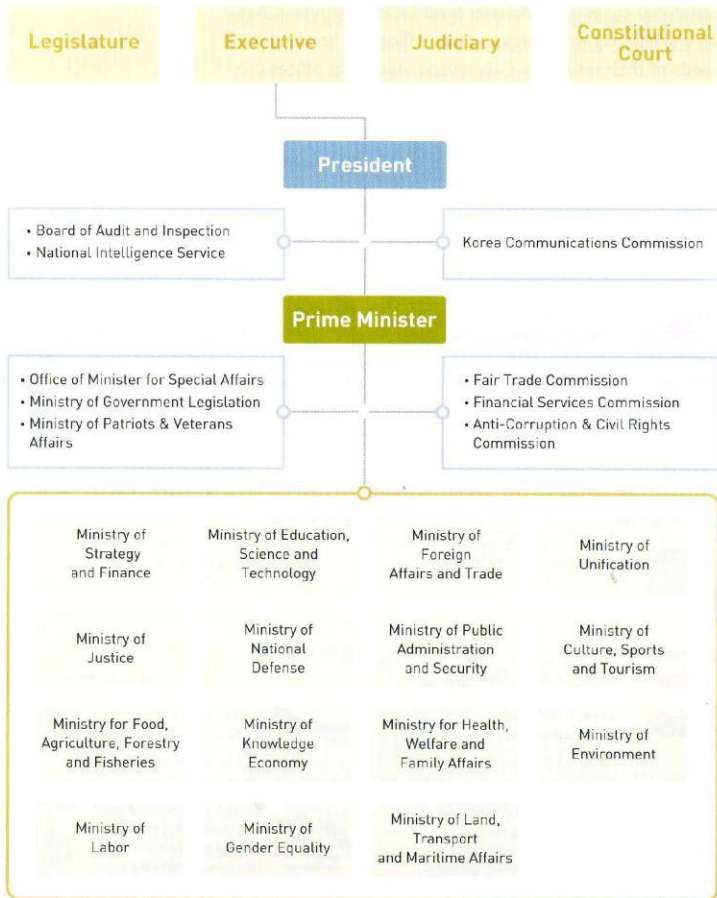 Legislature
Executive
Judiciary
Constitutional
Court
President
• Board of Audit and Inspection
• National Intelligence Service
Korea Communications Commission
Prime Minister
• Office of Minister for Special Affairs
• Ministry of Government Legislation
• Ministry of Patriots & Veterans
Affairs
• Fair Trade Commission
• Financial Services Commission
• Anti-Corruption & Civil Rights
Commission
Ministry of
Strategy
and Finance
Ministry of Education,
Science and
Technology
Ministry of
Foreign
Affairs and Trade
Ministry of
Unification
Ministry of
Justice
Ministry of
National
Defense
Ministry of Public
Administration
and Security
Ministry of
Culture, Sports
and Tourism
Ministry for Food,
Agriculture, Forestry
and Fisheries
Ministry of
Knowledge
Economy
Ministry for Health,
Welfare and
Family Affairs
Ministry of
Environment
Ministry of
Labor
Ministry of
Gender Equality
Ministry of Land,
Transport
and Maritime Affairs